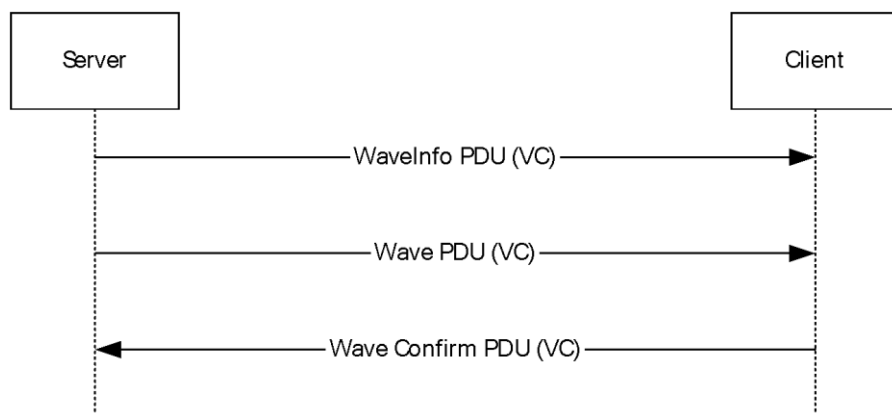 Server
Client
WaveInfo PDU (VC)
Wave PDU (VC)
Wave Confirm PDU (VC)